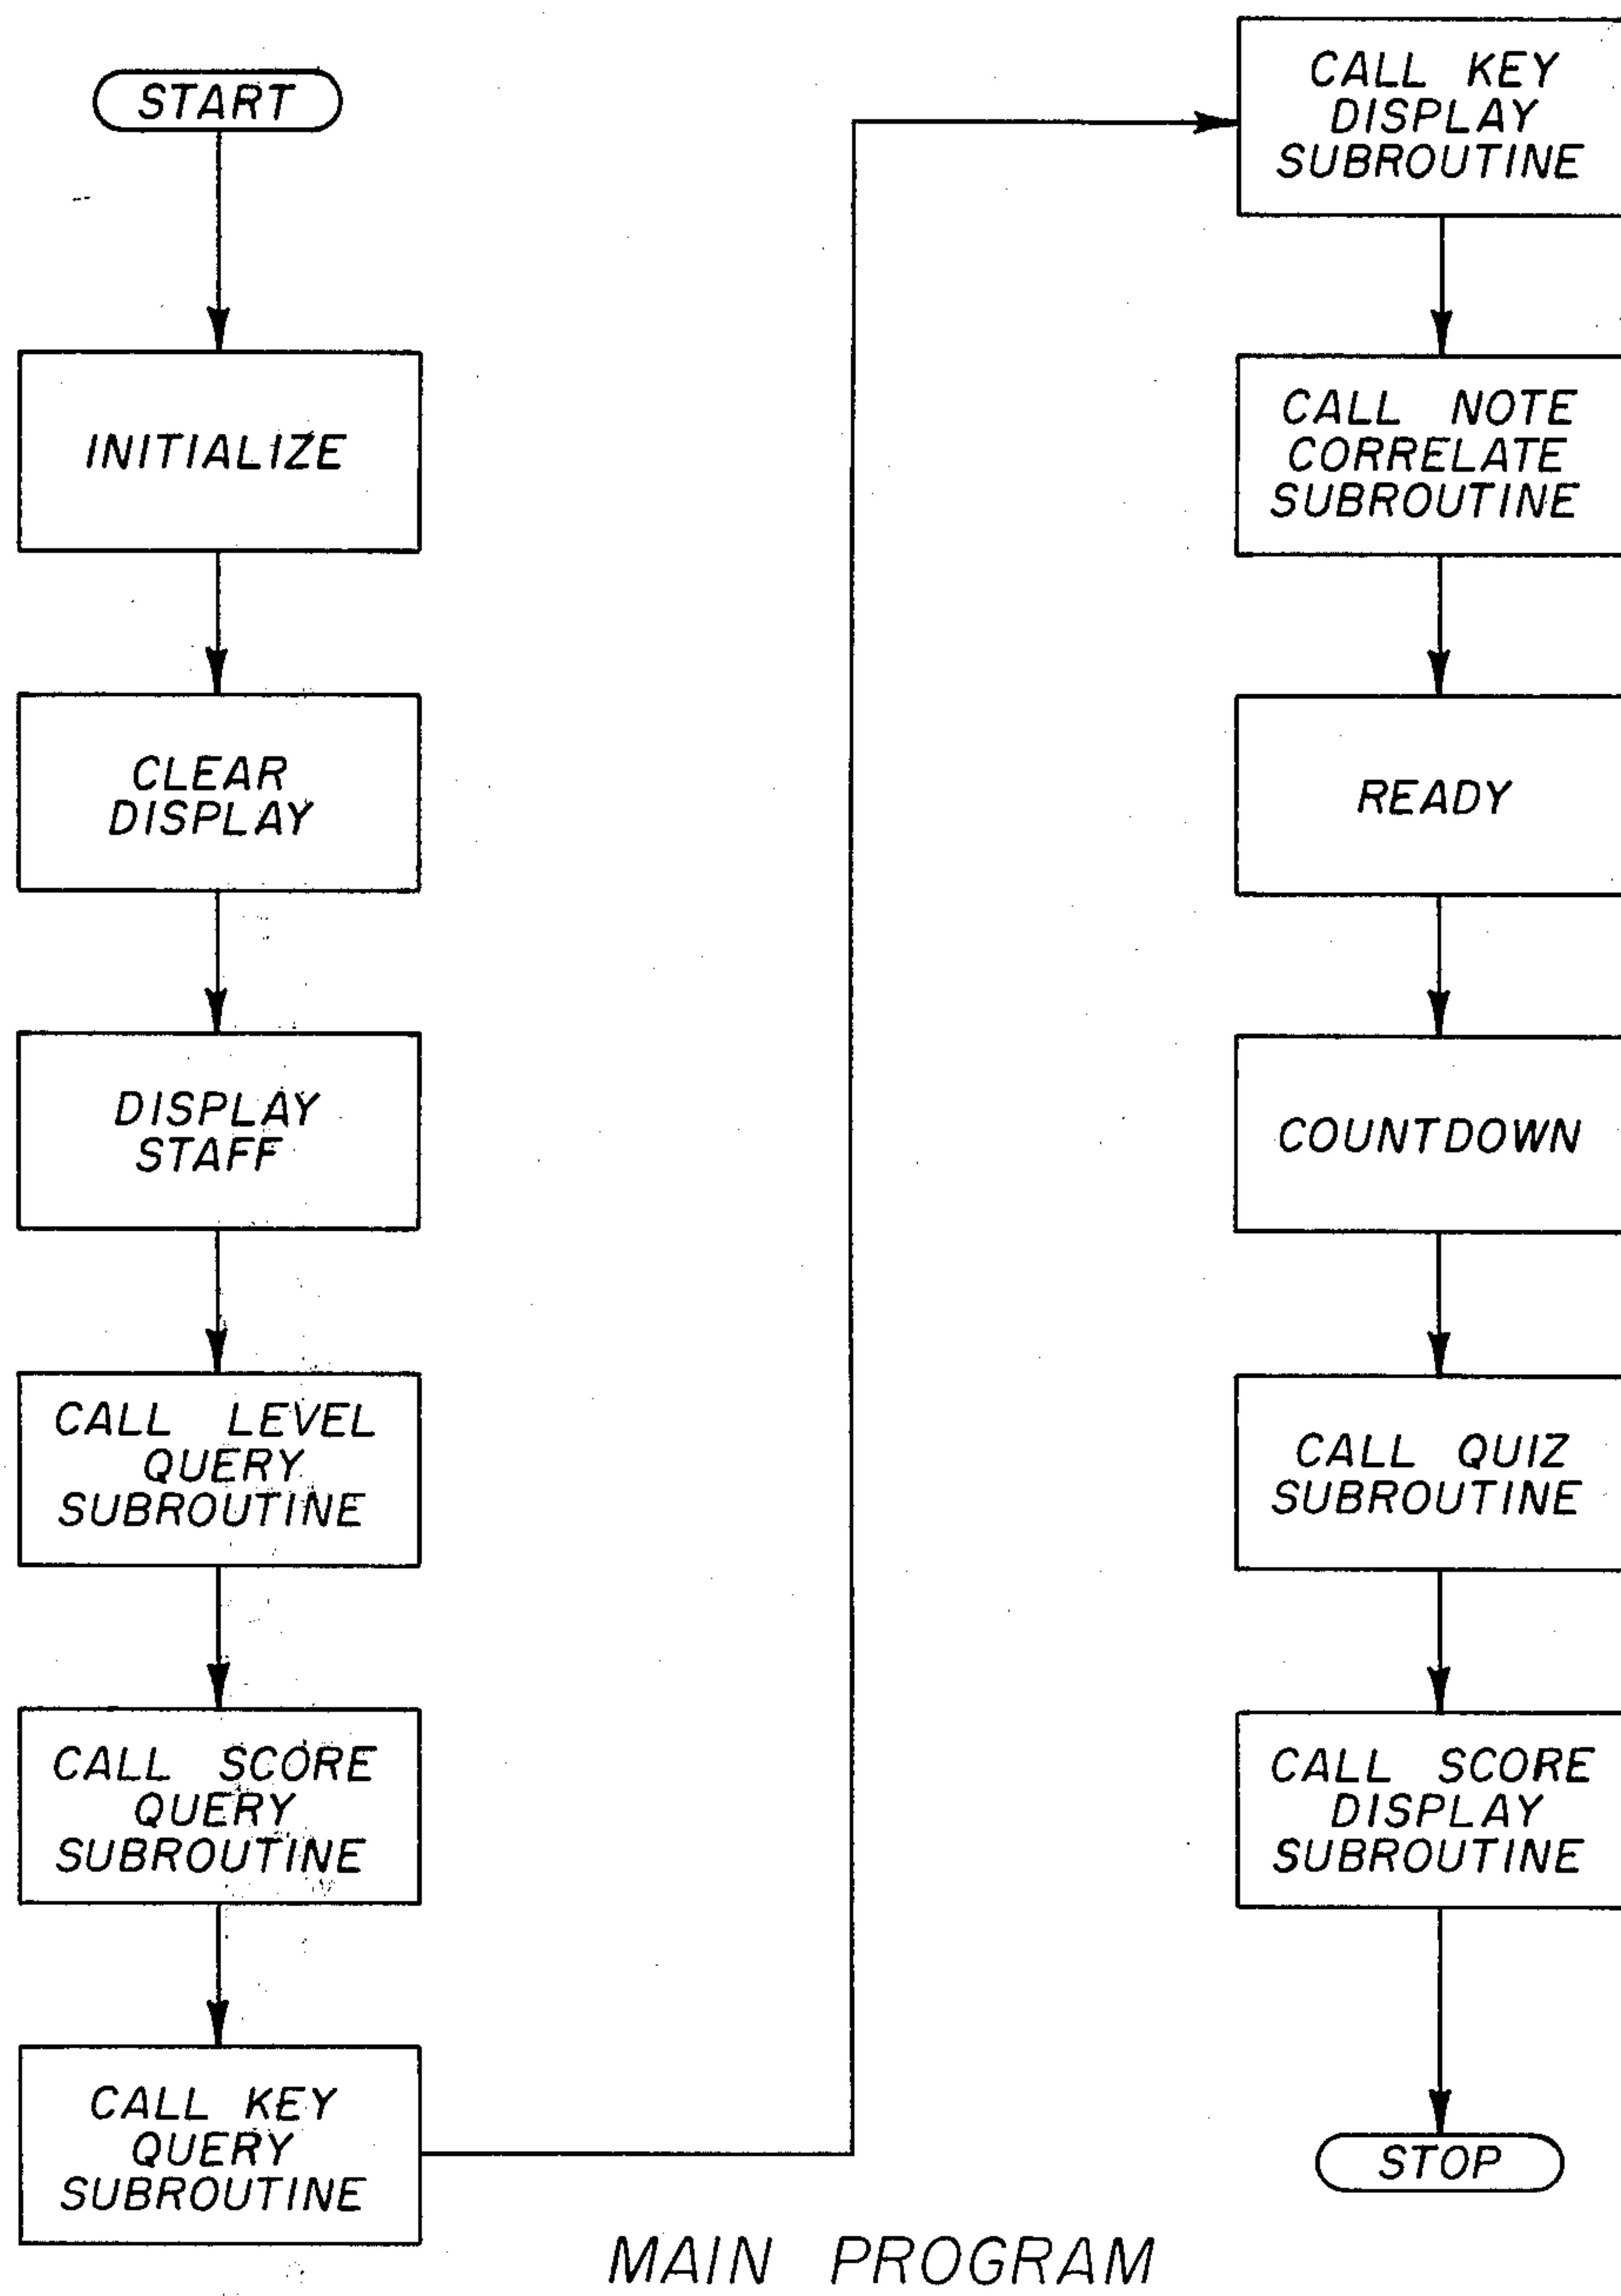 START
INITIALIZE
CLEAR
DISPLAY
DISPLAY
STAFF
CALL LEVEL
QUERY
SUBROUTINE
CALL SCORE
QUERY
SUBROUTINE
CALL KEY
QUERY
SUBROUTINE
CALL KEY
DISPLAY
SUBROUTINE
CALL NOTE
CORRELATE
SUBROUTINE
READY
COUNTDOWN
CALL QUIZ
SUBROUTINE
CALL SCORE
DISPLAY
SUBROUTINE
STOP
MAIN PROGRAM